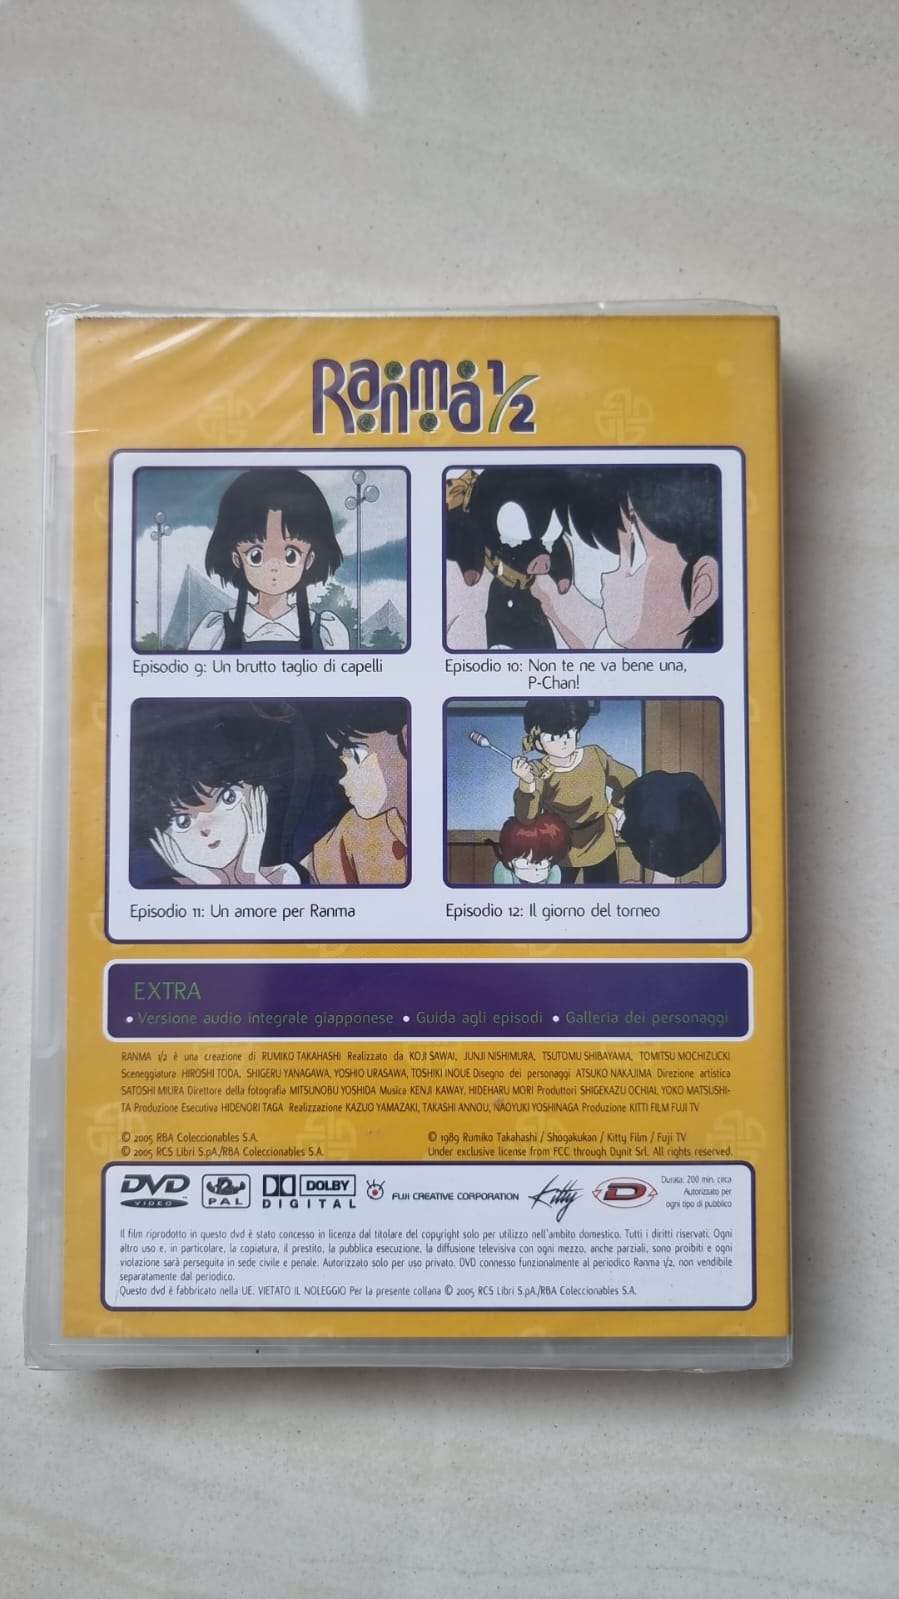 Ranma 1/2
Episodio 9: Un brutto taglio di capelli
Episodio 10: Non te ne va bene una,
P-Chan!
Episodio 11: Un amore per Ranma
Episodio 12: Il giorno del torneo
EXTRA
• Versione audio integrale giapponese • Guida agli episodi • Galleria dei personaggi
RANMA 1/2 è una creazione di RUMIKO TAKAHASHI Realizzato da KOJI SAWAI, JUNJI NISHIMURA, TSUTOMU SHIBAYAMA, TOMITSU MOCHIZUCKI
Sceneggiatura HIROSHI TODA, SHIGERU YANAGAWA, YOSHIO URASAWA, TOSHIKI INOUE Disegno dei personaggi ATSUKO NAKAJIMA Direzione artistica
SATOSHI MIURA Direttore della fotografia MITSUNOBU YOSHIDA Musica KENJI KAWAY, HIDEHARU MORI Produttori SHIGEKAZU OCHIAI, YOKO MATSUSHI-
TA Produzione Esecutiva HIDENORI TAGA Realizzazione KAZUO YAMAZAKI, TAKASHI ANNOU, NAOYUKI YOSHINAGA Produzione KITTI FILM FUJI TV
© 2005 RBA Coleccionables S.A.
© 2005 RCS Libri S.p.A./RBA Coleccionables S.A.
© 1989 Rumiko Takahashi / Shogakukan / Kitty Film / Fuji TV
Under exclusive license from FCC through Dynit Srl. All rights reserved.
DVD VIDEO
PAL
DOLBY DIGITAL
FUJI CREATIVE CORPORATION
Kitty
D
Durata: 200 min. circa
Autorizzato per
ogni tipo di pubblico
Il film riprodotto in questo dvd è stato concesso in licenza dal titolare del copyright solo per utilizzo nell'ambito domestico. Tutti i diritti riservati. Ogni
altro uso e, in particolare, la copiatura, il prestito, la pubblica esecuzione, la diffusione televisiva con ogni mezzo, anche parziali, sono proibiti e ogni
violazione sarà perseguita in sede civile e penale. Autorizzato solo per uso privato. DVD connesso funzionalmente al periodico Ranma 1/2, non vendibile
separatamente dal periodico.
Questo dvd è fabbricato nella UE. VIETATO IL NOLEGGIO Per la presente collana © 2005 RCS Libri S.p.A./RBA Coleccionables S.A.